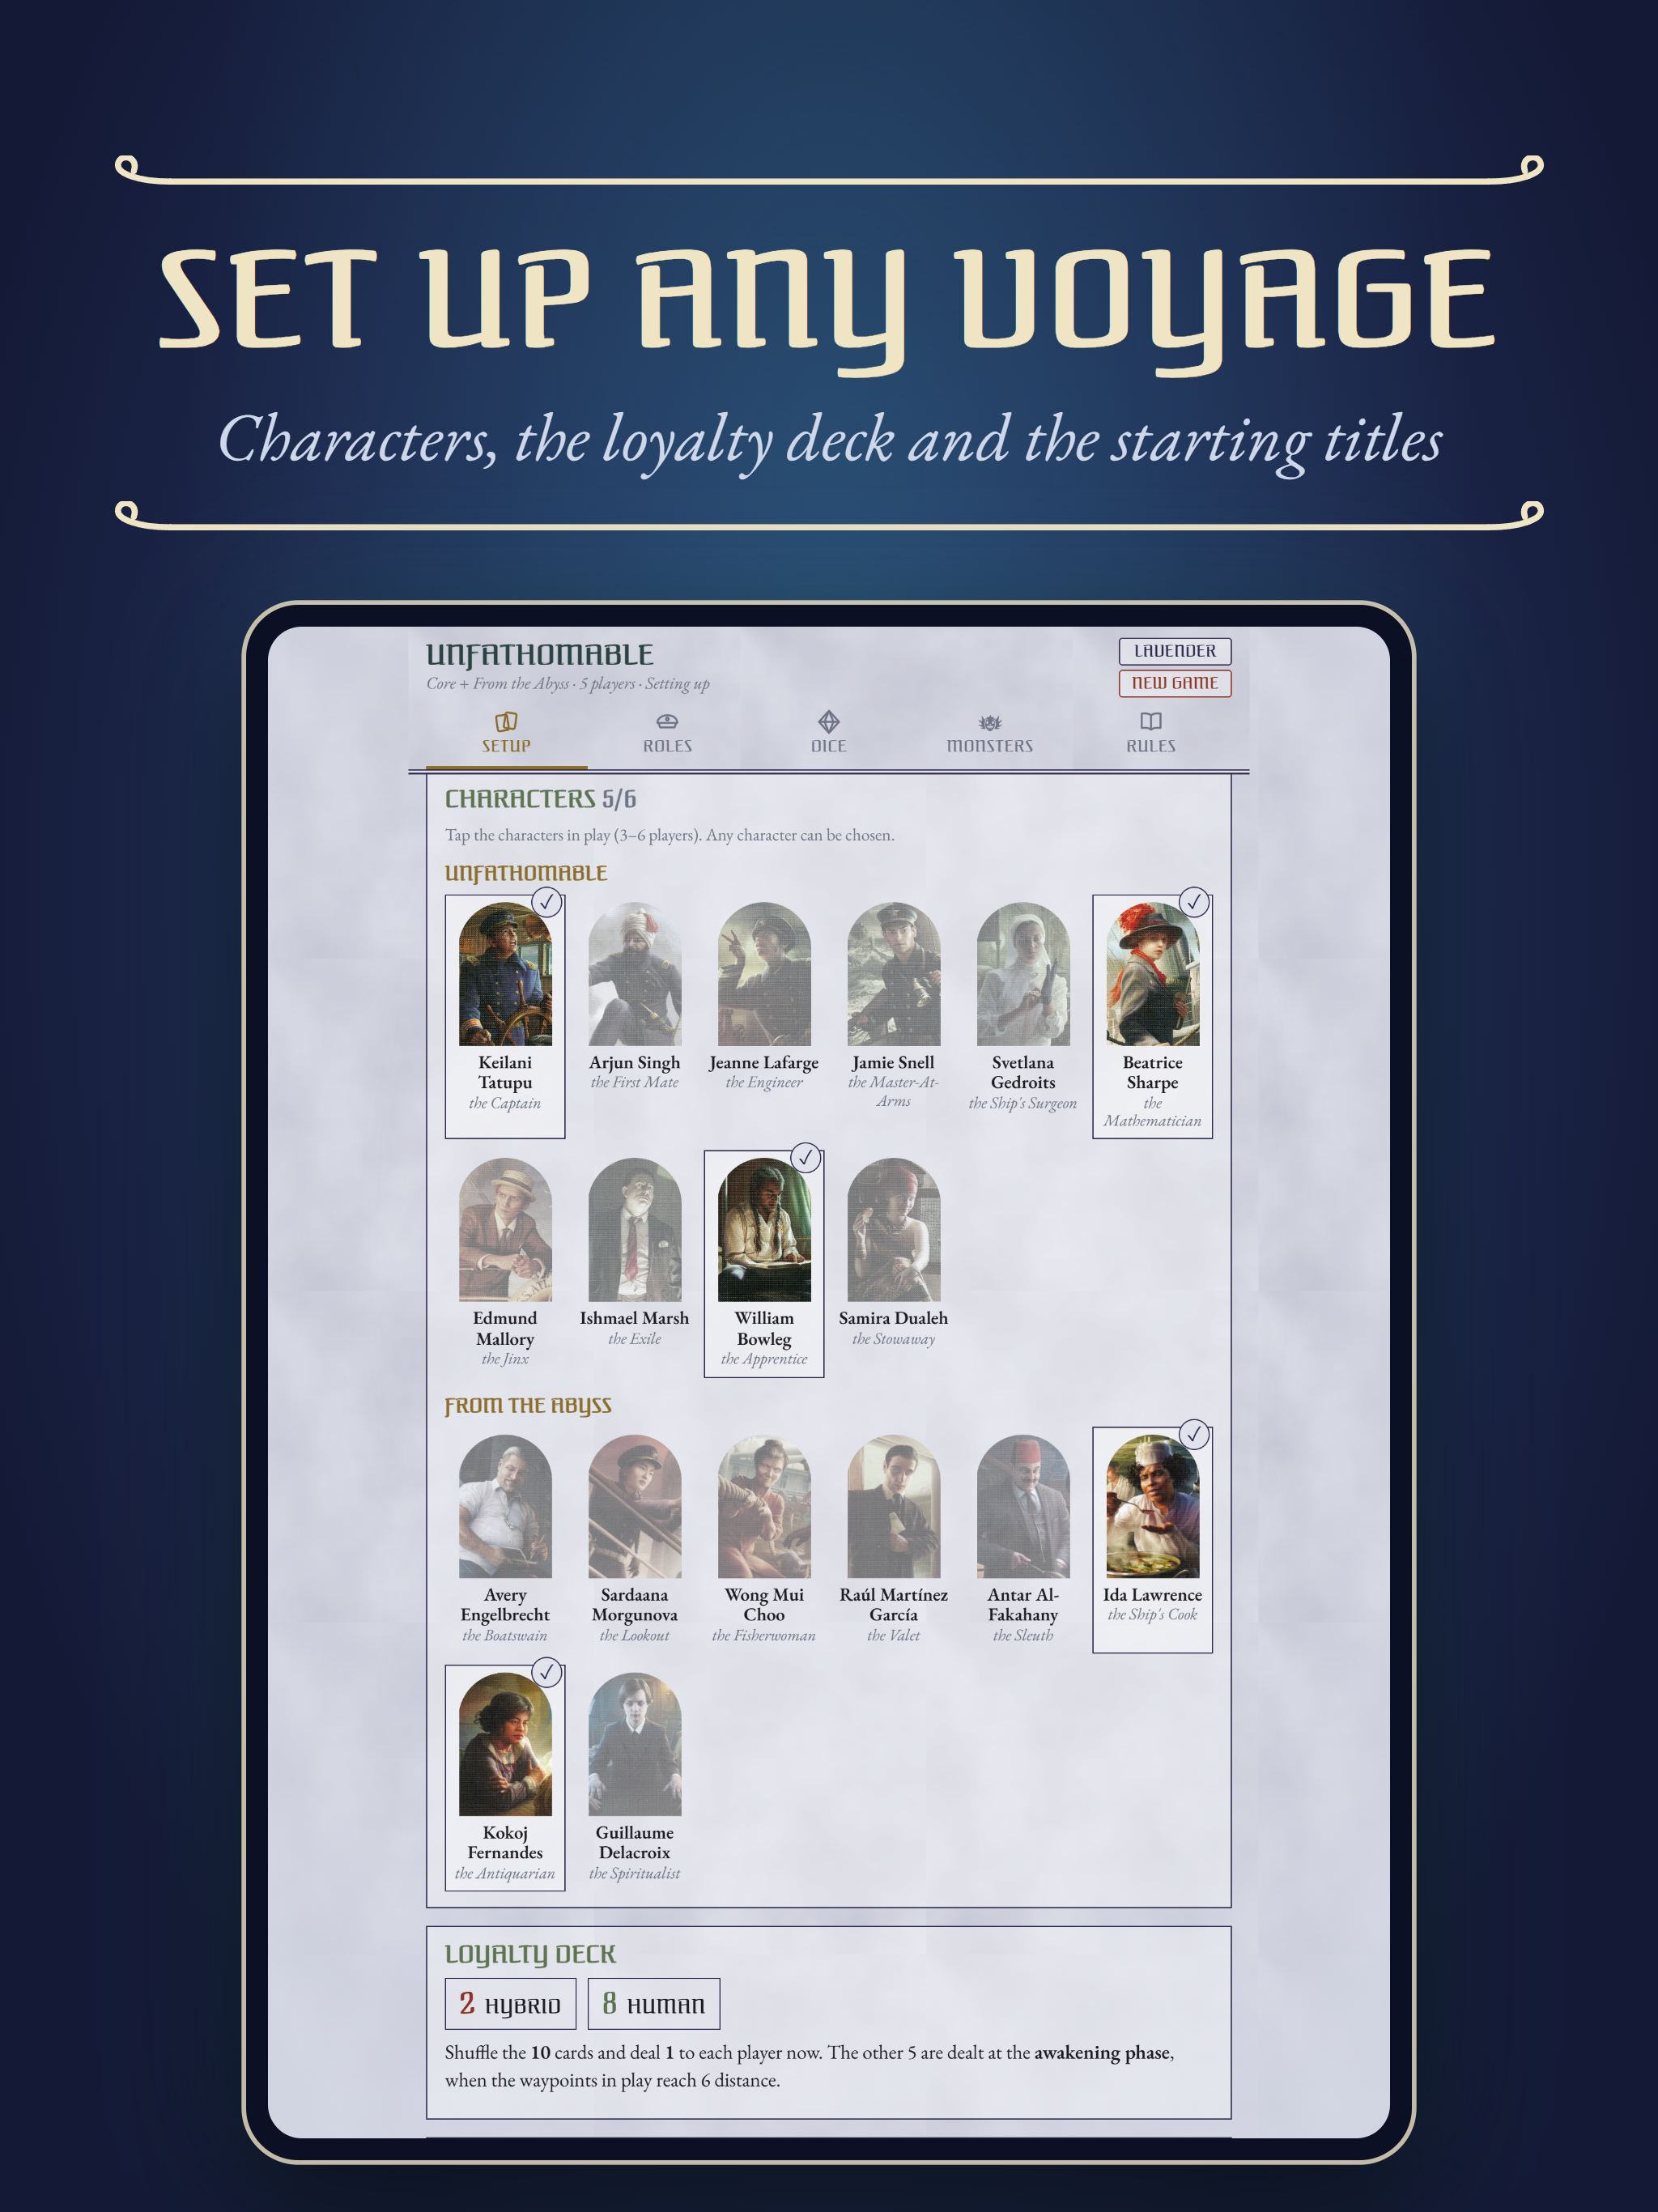 SET UP ANY VOYAGE
Characters, the loyalty deck and the starting titles
UNFATHOMABLE
Core + From the Abyss · 5 players · Setting up
LAVENDER
NEW GAME
SETUP
ROLES
DICE
MONSTERS
RULES
CHARACTERS 5/6
Tap the characters in play (3–6 players). Any character can be chosen.
UNFATHOMABLE
Keilani
Tatupu
the Captain
Arjun Singh
the First Mate
Jeanne Lafarge
the Engineer
Jamie Snell
the Master-At-
Arms
Svetlana
Gedroits
the Ship's Surgeon
Beatrice
Sharpe
the
Mathematician
Edmund
Mallory
the Jinx
Ishmael Marsh
the Exile
William
Bowleg
the Apprentice
Samira Dualeh
the Stowaway
FROM THE ABYSS
Avery
Engelbrecht
the Boatswain
Sardaana
Morgunova
the Lookout
Wong Mui
Choo
the Fisherwoman
Raúl Martínez
García
the Valet
Antar Al-
Fakahany
the Sleuth
Ida Lawrence
the Ship's Cook
Kokoj
Fernandes
the Antiquarian
Guillaume
Delacroix
the Spiritualist
LOYALTY DECK
2 HYBRID
8 HUMAN
Shuffle the 10 cards and deal 1 to each player now. The other 5 are dealt at the awakening phase,
when the waypoints in play reach 6 distance.